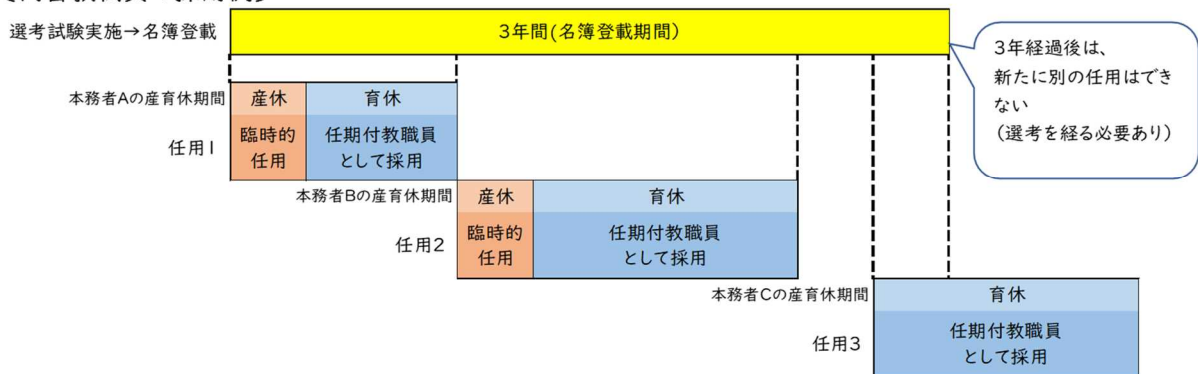 選考試験実施→名簿登載
3年間(名簿登載期間)
3年経過後は、
新たに別の任用はでき
ない
(選考を経る必要あり)
本務者Aの産育休期間
産休
育休
任用1
臨時的
任用
任期付教職員
として採用
本務者Bの産育休期間
産休
育休
任用2
臨時的
任用
任期付教職員
として採用
本務者Cの産育休期間
育休
任用3
任期付教職員
として採用